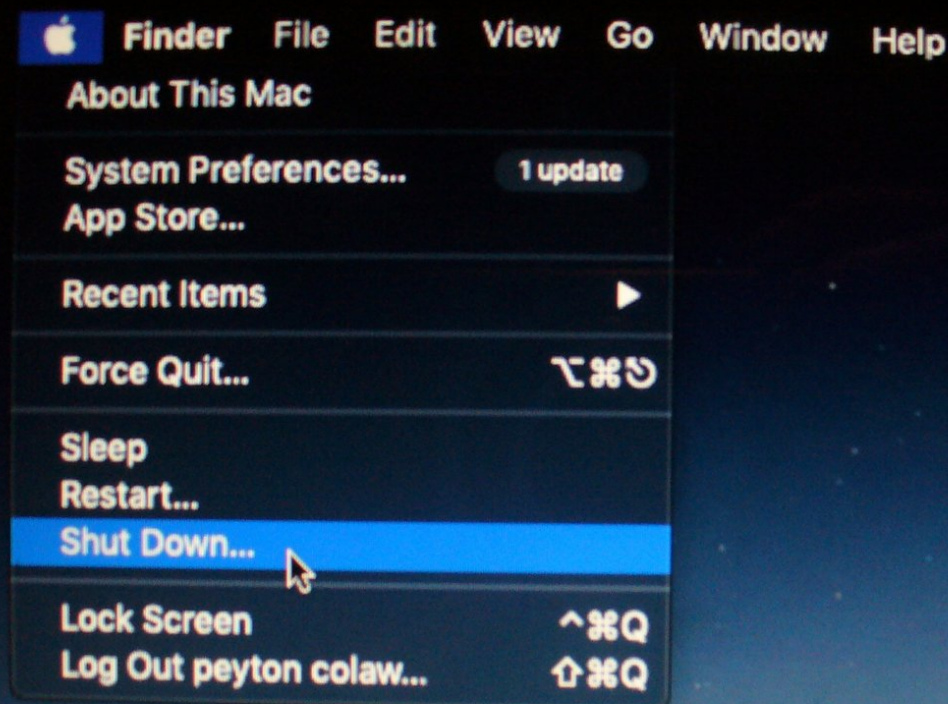 Finder File Edit View Go Window Help
About This Mac
System Preferences... 1 update
App Store...
Recent Items ▶
Force Quit... ⌥⌘⎋
Sleep
Restart...
Shut Down...
Lock Screen ^⌘Q
Log Out peyton colaw... ⇧⌘Q